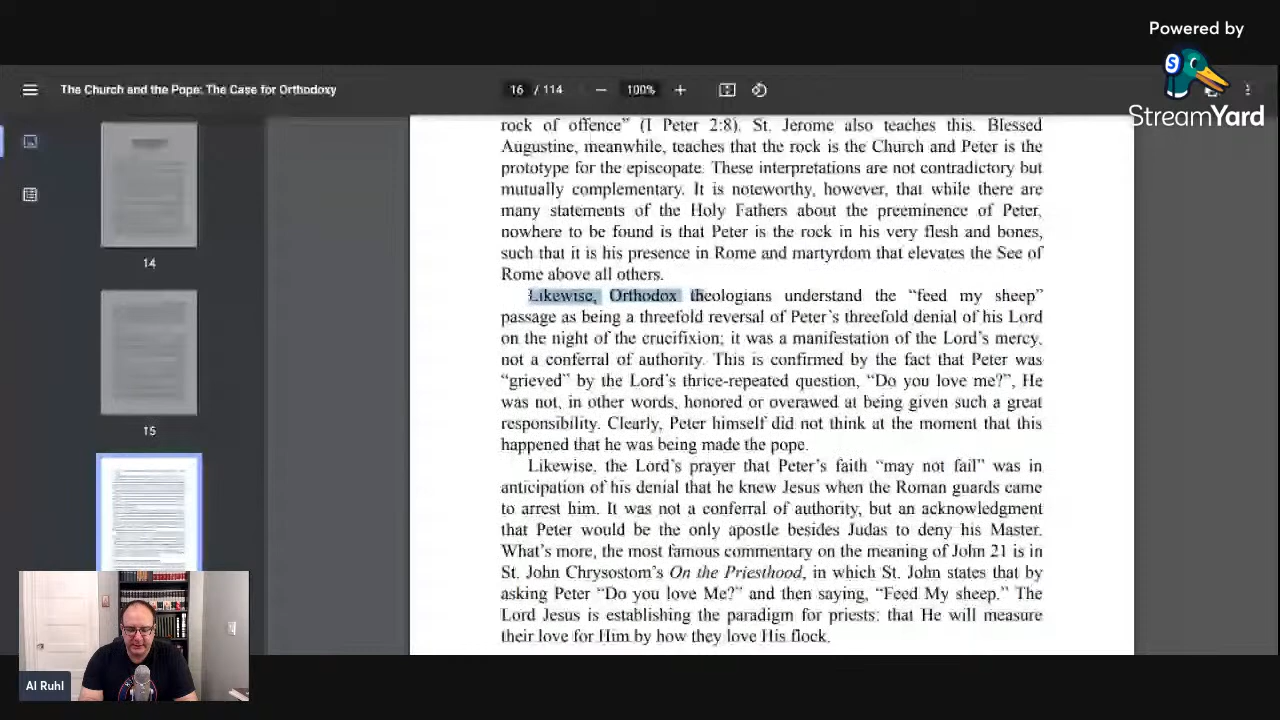 Powered by
StreamYard
The Church and the Pope: The Case for Orthodoxy
16 / 114
100%
rock of offence” (I Peter 2:8). St. Jerome also teaches this. Blessed
Augustine, meanwhile, teaches that the rock is the Church and Peter is the
prototype for the episcopate. These interpretations are not contradictory but
mutually complementary. It is noteworthy, however, that while there are
many statements of the Holy Fathers about the preeminence of Peter,
nowhere to be found is that Peter is the rock in his very flesh and bones,
such that it is his presence in Rome and martyrdom that elevates the See of
Rome above all others.
Likewise, Orthodox theologians understand the “feed my sheep”
passage as being a threefold reversal of Peter’s threefold denial of his Lord
on the night of the crucifixion; it was a manifestation of the Lord’s mercy,
not a conferral of authority. This is confirmed by the fact that Peter was
“grieved” by the Lord’s thrice-repeated question, “Do you love me?”, He
was not, in other words, honored or overawed at being given such a great
responsibility. Clearly, Peter himself did not think at the moment that this
happened that he was being made the pope.
Likewise, the Lord’s prayer that Peter’s faith “may not fail” was in
anticipation of his denial that he knew Jesus when the Roman guards came
to arrest him. It was not a conferral of authority, but an acknowledgment
that Peter would be the only apostle besides Judas to deny his Master.
What’s more, the most famous commentary on the meaning of John 21 is in
St. John Chrysostom’s On the Priesthood, in which St. John states that by
asking Peter “Do you love Me?” and then saying, “Feed My sheep.” The
Lord Jesus is establishing the paradigm for priests: that He will measure
their love for Him by how they love His flock.
14
15
Al Ruhl